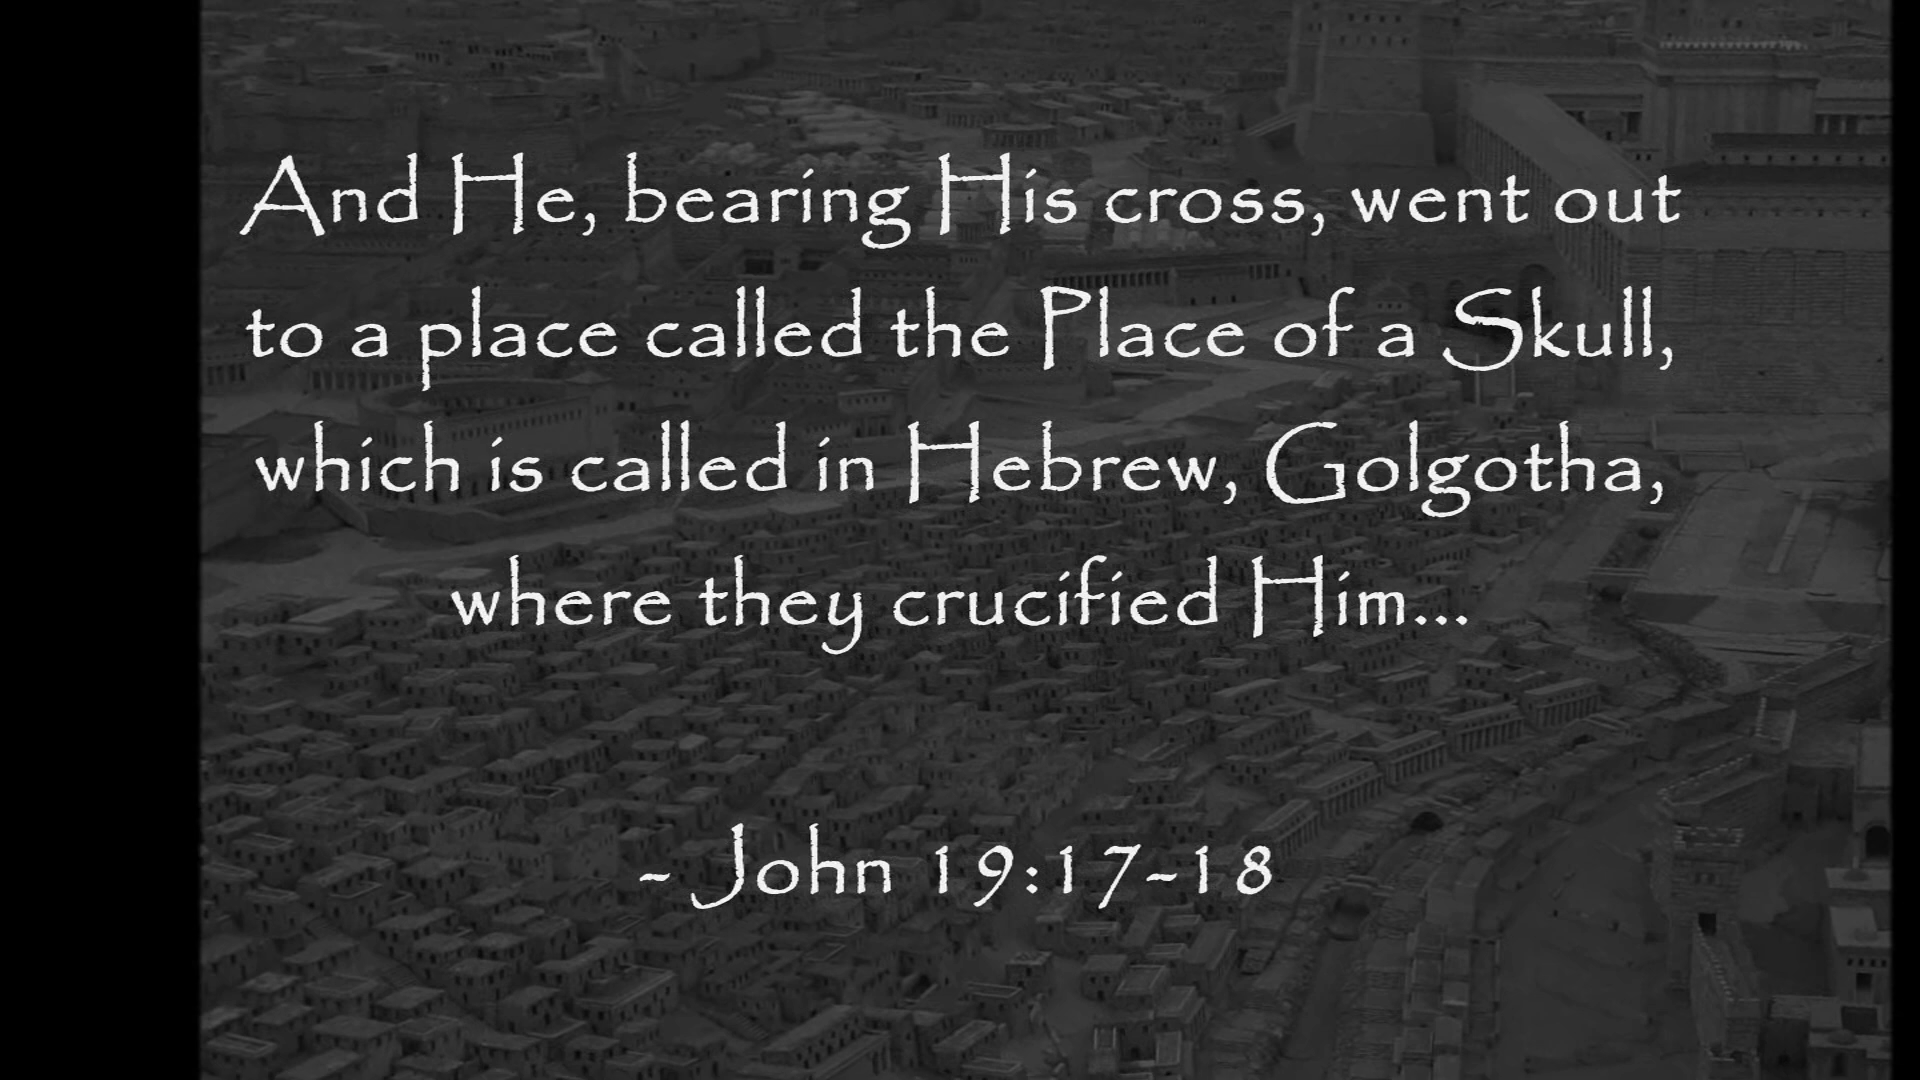 And He, bearing His cross, went out
to a place called the Place of a Skull,
which is called in Hebrew, Golgotha,
where they crucified Him...
- John 19:17-18